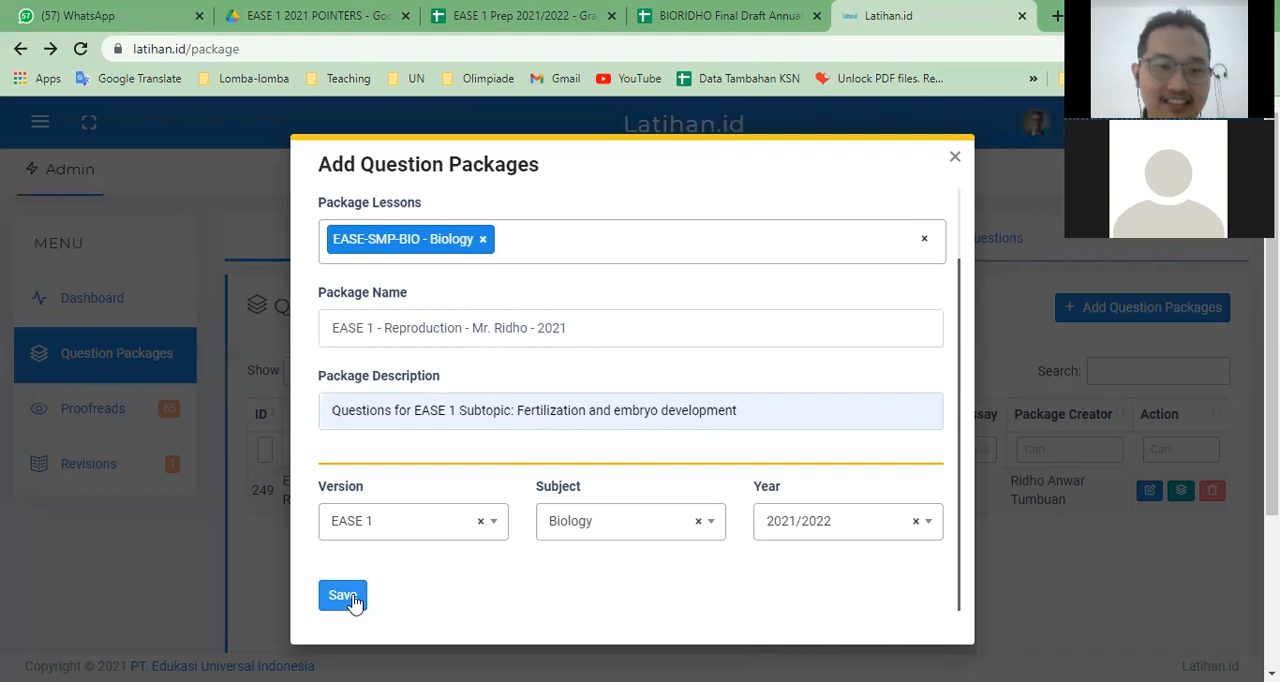 (57) WhatsApp
EASE 1 2021 POINTERS - Goo
EASE 1 Prep 2021/2022 - Gra
BIORIDHO Final Draft Annua
Latihan.id
latihan.id/package
Apps
Google Translate
Lomba-lomba
Teaching
UN
Olimpiade
Gmail
YouTube
Data Tambahan KSN
Unlock PDF files. Re...
»
Latihan.id
Admin
MENU
Dashboard
Question Packages
Proofreads 65
Revisions 1
Add Question Packages
Package Lessons
EASE-SMP-BIO - Biology ×
Package Name
EASE 1 - Reproduction - Mr. Ridho - 2021
Package Description
Questions for EASE 1 Subtopic: Fertilization and embryo development
Version Subject Year
EASE 1 × Biology × 2021/2022 ×
Save
+ Add Question Packages
Show
Search:
ID
Package Creator
Action
Cari
Cari
249
Ridho Anwar
Tumbuan
Copyright © 2021 PT. Edukasi Universal Indonesia
Latihan.id